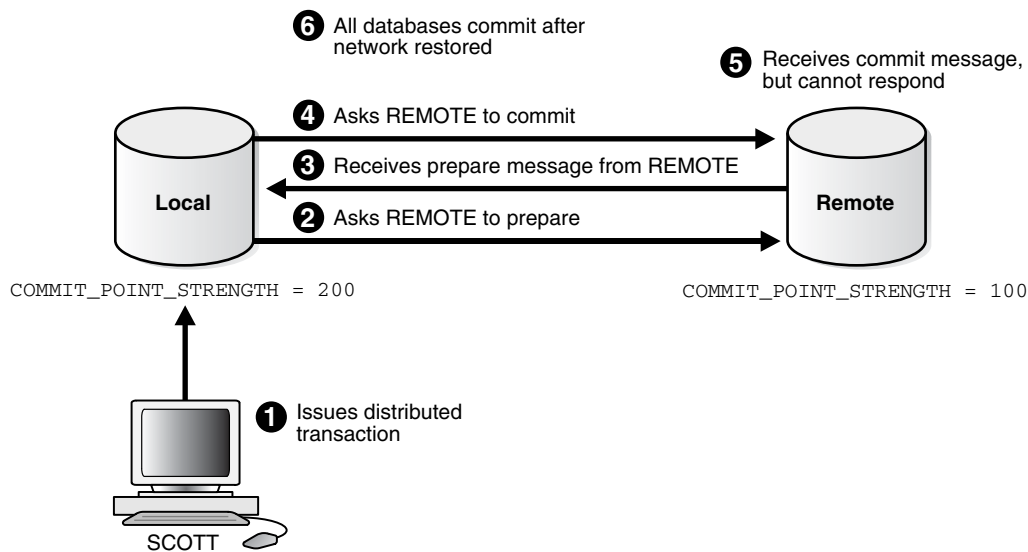 6 All databases commit after
network restored
5 Receives commit message,
but cannot respond
4 Asks REMOTE to commit
3 Receives prepare message from REMOTE
Local
Remote
2 Asks REMOTE to prepare
COMMIT_POINT_STRENGTH = 200
COMMIT_POINT_STRENGTH = 100
1 Issues distributed
transaction
SCOTT